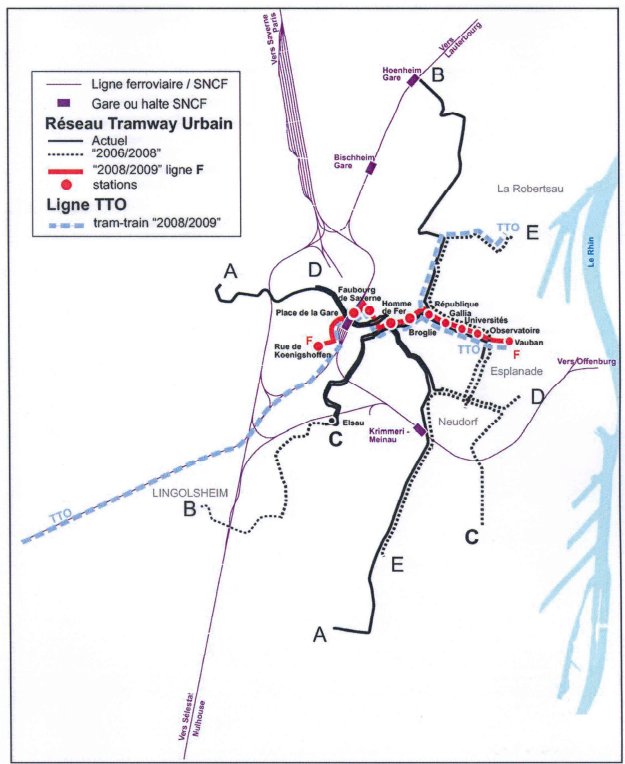 Vers Saverne
Paris
Vers
Lauterbourg
Hoenheim
Gare
B
Ligne ferroviaire / SNCF
Gare ou halte SNCF
Réseau Tramway Urbain
Actuel
"2006/2008"
"2008/2009" ligne F
stations
Ligne TTO
tram-train "2008/2009"
Bischheim
Gare
La Robertsau
TTO
E
Le Rhin
A
D
Faubourg
de Saverne
Homme
de Fer
Place de la Gare
République
Gallia
Universités
Observatoire
Broglie
Vauban
F
Rue de
Koenigshoffen
TTO
F
Vers Offenburg
Esplanade
D
Neudorf
Elsau
C
Krimmeri -
Meinau
LINGOLSHEIM
B
TTO
C
E
A
Vers Sélestat
Nulhouse